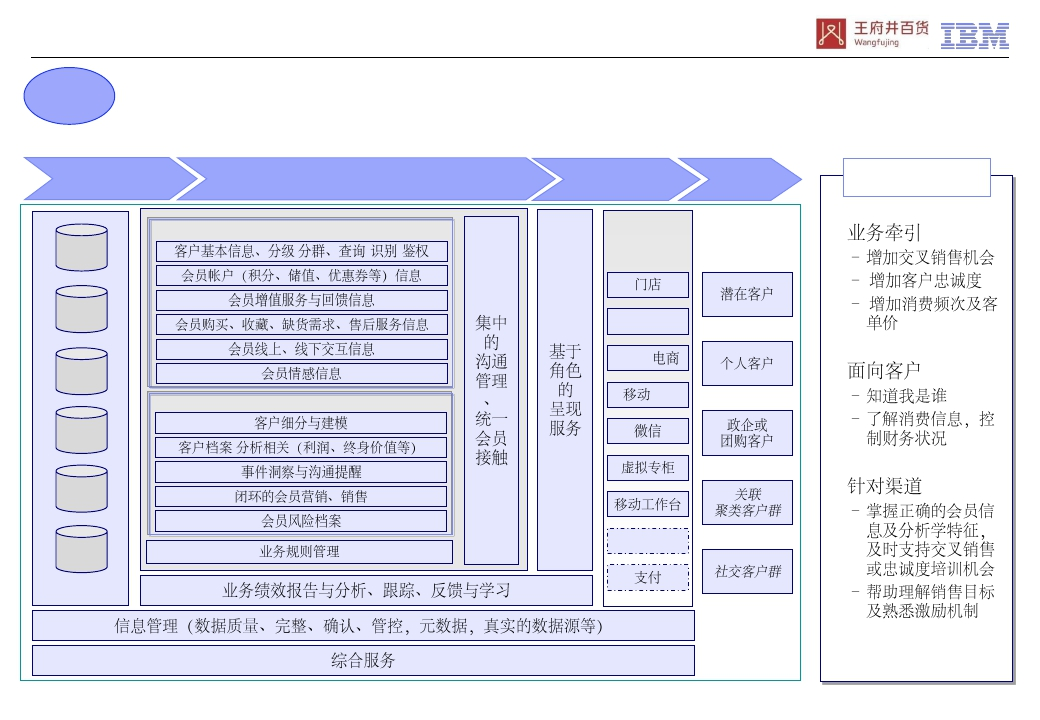 王府井百货
Wangfujing
IBM
客户基本信息、分级 分群、查询 识别 鉴权
会员帐户（积分、储值、优惠券等）信息
会员增值服务与回馈信息
会员购买、收藏、缺货需求、售后服务信息
会员线上、线下交互信息
会员情感信息
客户细分与建模
客户档案 分析相关（利润、终身价值等）
事件洞察与沟通提醒
闭环的会员营销、销售
会员风险档案
业务规则管理
集中
的
沟通
管理
、
统一
会员
接触
基于
角色
的
呈现
服务
门店
电商
移动
微信
虚拟专柜
移动工作台
支付
潜在客户
个人客户
政企或
团购客户
关联
聚类客户群
社交客户群
业务绩效报告与分析、跟踪、反馈与学习
信息管理（数据质量、完整、确认、管控，元数据，真实的数据源等）
综合服务
业务牵引
– 增加交叉销售机会
– 增加客户忠诚度
– 增加消费频次及客
单价
面向客户
– 知道我是谁
– 了解消费信息，控
制财务状况
针对渠道
– 掌握正确的会员信
息及分析学特征，
及时支持交叉销售
或忠诚度培训机会
– 帮助理解销售目标
及熟悉激励机制